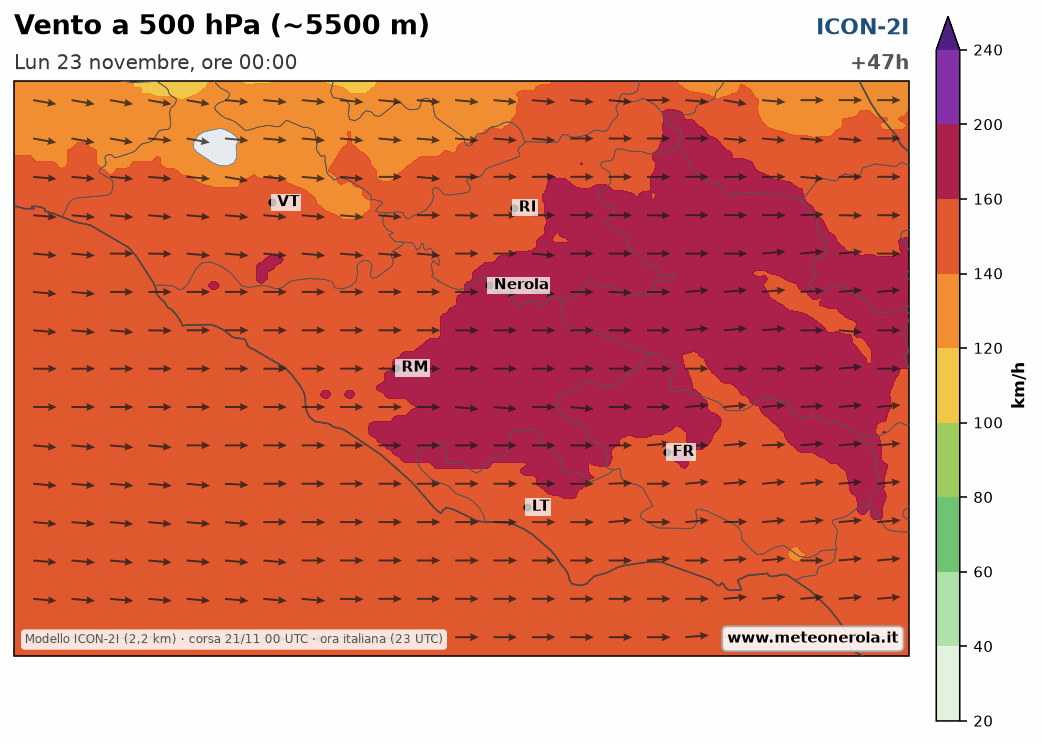 Vento a 500 hPa (~5500 m)
ICON-2I
Lun 23 novembre, ore 00:00
+47h
240
200
160
140
120
100
80
60
40
20
km/h
VT
RI
Nerola
RM
FR
LT
Modello ICON-2I (2,2 km) · corsa 21/11 00 UTC · ora italiana (23 UTC)
www.meteonerola.it